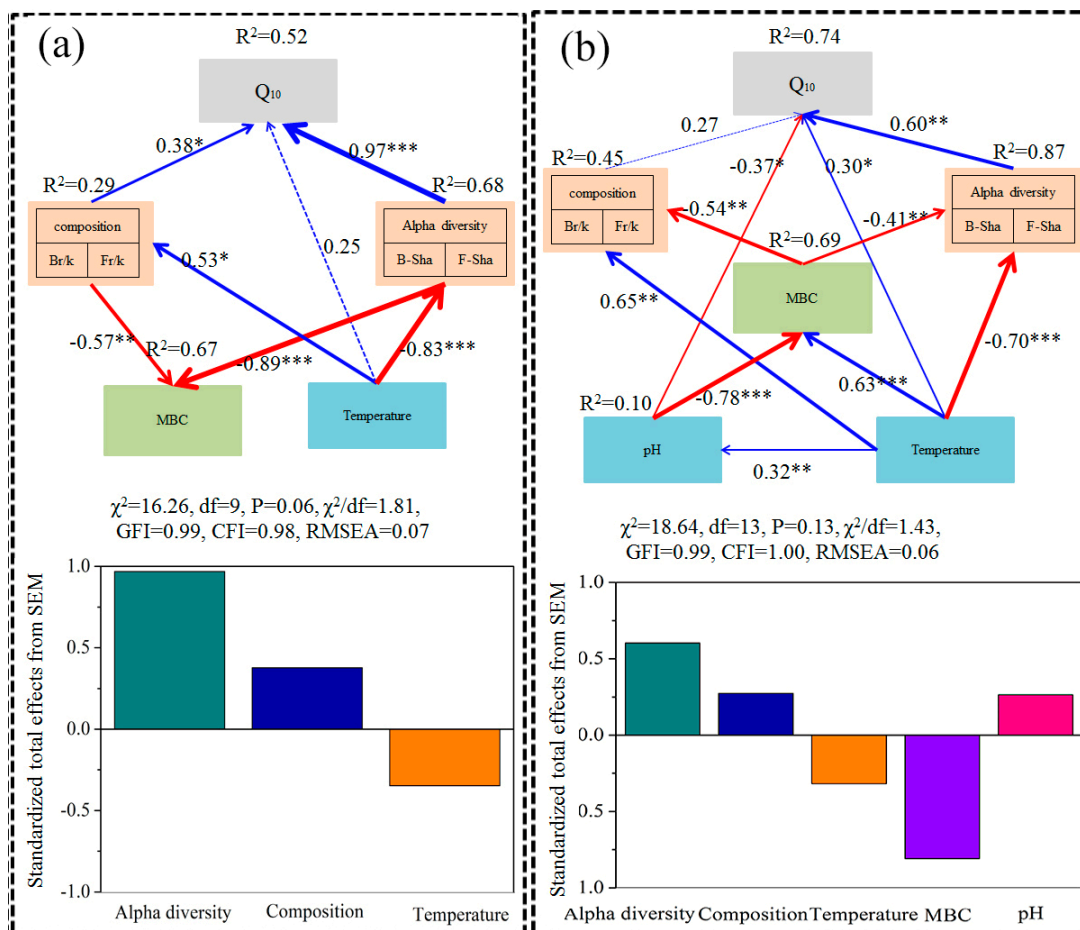 (a)
R²=0.52
Q₁₀
0.38*
0.97***
R²=0.29
R²=0.68
composition
Br/k
Fr/k
Alpha diversity
B-Sha
F-Sha
0.53*
0.25
-0.57**
R²=0.67
-0.89***
-0.83***
MBC
Temperature
χ²=16.26, df=9, P=0.06, χ²/df=1.81,
GFI=0.99, CFI=0.98, RMSEA=0.07
Standardized total effects from SEM
1.0
0.5
0.0
-0.5
-1.0
Alpha diversity
Composition
Temperature
(b)
R²=0.74
Q₁₀
0.27
0.60**
R²=0.45
-0.37*
0.30*
R²=0.87
composition
Br/k
Fr/k
Alpha diversity
B-Sha
F-Sha
-0.54**
-0.41**
R²=0.69
MBC
0.65**
-0.70***
R²=0.10
-0.78***
0.63***
pH
Temperature
0.32**
χ²=18.64, df=13, P=0.13, χ²/df=1.43,
GFI=0.99, CFI=1.00, RMSEA=0.06
Standardized total effects from SEM
1.0
0.5
0.0
0.5
1.0
Alpha diversity
Composition
Temperature
MBC
pH